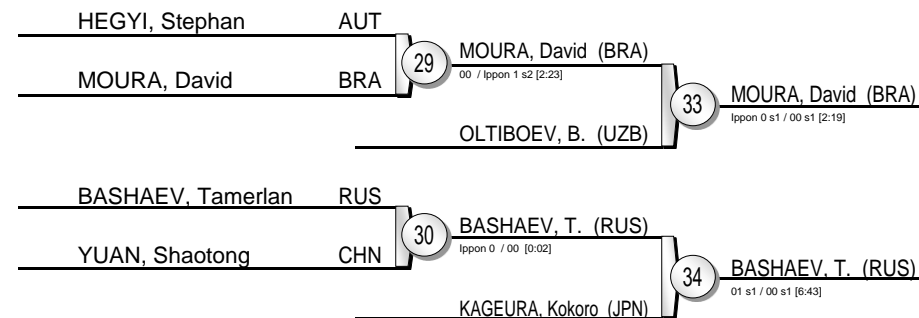 HEGYI, Stephan AUT
29
MOURA, David (BRA)
00 / Ippon 1 s2 [2:23]
MOURA, David BRA
33
MOURA, David (BRA)
Ippon 0 s1 / 00 s1 [2:19]
OLTIBOEV, B. (UZB)
BASHAEV, Tamerlan RUS
30
BASHAEV, T. (RUS)
Ippon 0 / 00 [0:02]
YUAN, Shaotong CHN
34
BASHAEV, T. (RUS)
01 s1 / 00 s1 [6:43]
KAGEURA, Kokoro (JPN)